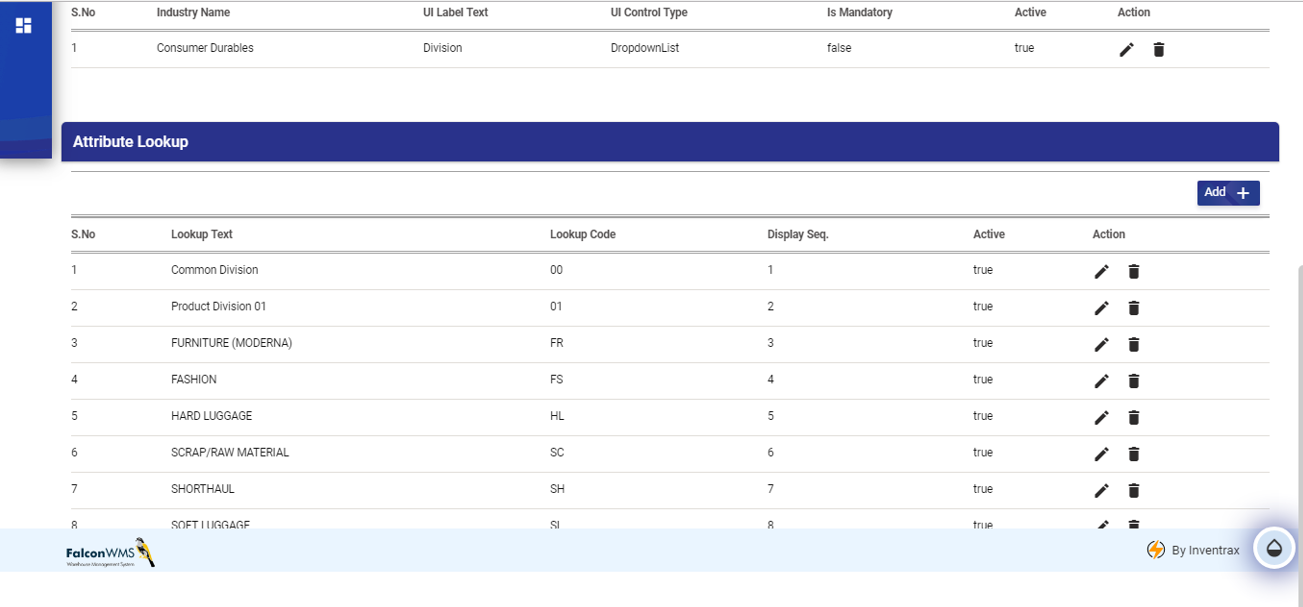 S.No Industry Name UI Label Text UI Control Type Is Mandatory Active Action
1 Consumer Durables Division DropdownList false true
Attribute Lookup
Add +
S.No Lookup Text Lookup Code Display Seq. Active Action
1 Common Division 00 1 true
2 Product Division 01 01 2 true
3 FURNITURE (MODERNA) FR 3 true
4 FASHION FS 4 true
5 HARD LUGGAGE HL 5 true
6 SCRAP/RAW MATERIAL SC 6 true
7 SHORTHAUL SH 7 true
8 SOFT LUGGAGE SL 8 true
FalconWMS
Warehouse Management System
By Inventrax